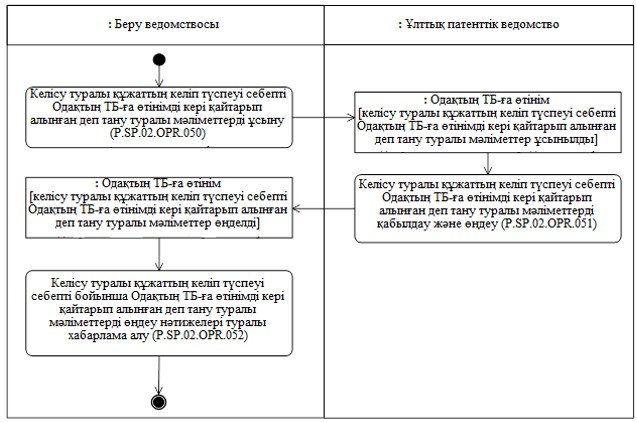 : Беру ведомствосы
: Ұлттық патенттік ведомство
Келісу туралы құжаттың келіп түспеуі себепті
Одақтың ТБ-ға өтінімді кері қайтарып
алынған деп тану туралы мәліметтерді ұсыну
(P.SP.02.OPR.050)
: Одақтың ТБ-ға өтінім
[келісу туралы құжаттың келіп түспеуі себепті
Одақтың ТБ-ға өтінімді кері қайтарып алынған
деп тану туралы мәліметтер ұсынылды]
Келісу туралы құжаттың келіп түспеуі себепті
Одақтың ТБ-ға өтінімді кері қайтарып
алынған деп тану туралы мәліметтерді
қабылдау және өңдеу (P.SP.02.OPR.051)
: Одақтың ТБ-ға өтінім
[келісу туралы құжаттың келіп түспеуі себепті
Одақтың ТБ-ға өтінімді кері қайтарып алынған
деп тану туралы мәліметтер өңделді]
Келісу туралы құжаттың келіп түспеуі
себепті бойынша Одақтың ТБ-ға өтінімді кері
қайтарып алынған деп тану туралы
мәліметтерді өңдеу нәтижелері туралы
хабарлама алу (P.SP.02.OPR.052)